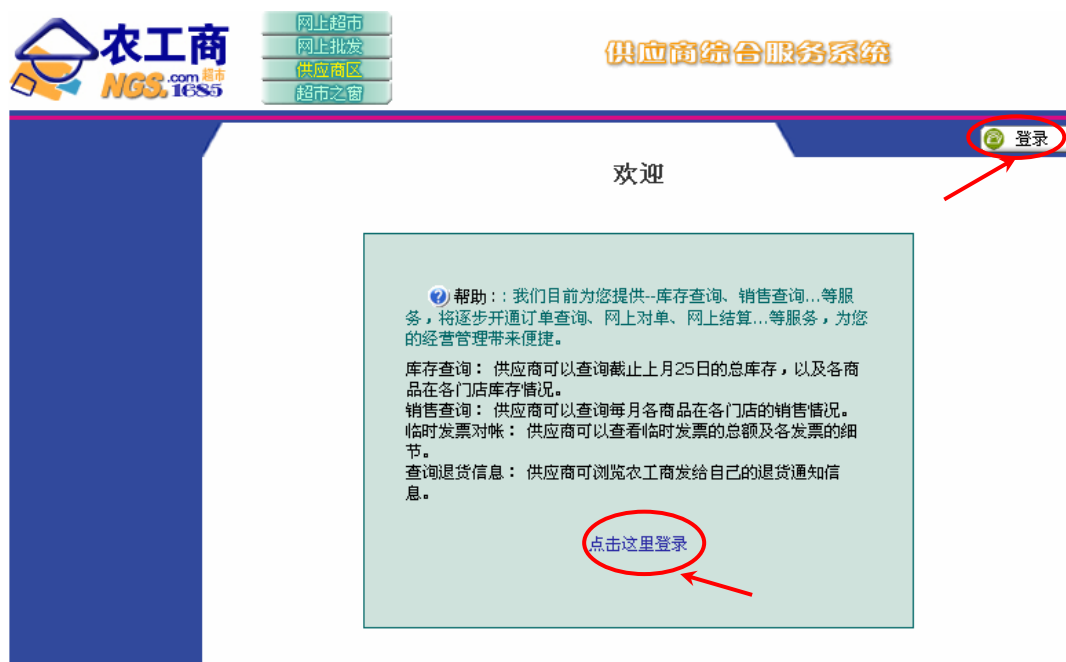 农工商
NGS.com超市
1685
网上超市
网上批发
供应商区
超市之窗
供应商综合服务系统
登录
欢迎
帮助：: 我们目前为您提供--库存查询、销售查询...等服
务，将逐步开通订单查询、网上对单、网上结算...等服务，为您
的经营管理带来便捷。
库存查询： 供应商可以查询截止上月25日的总库存，以及各商
品在各门店库存情况。
销售查询： 供应商可以查询每月各商品在各门店的销售情况。
临时发票对帐： 供应商可以查看临时发票的总额及各发票的细
节。
查询退货信息： 供应商可浏览农工商发给自己的退货通知信
息。
点击这里登录